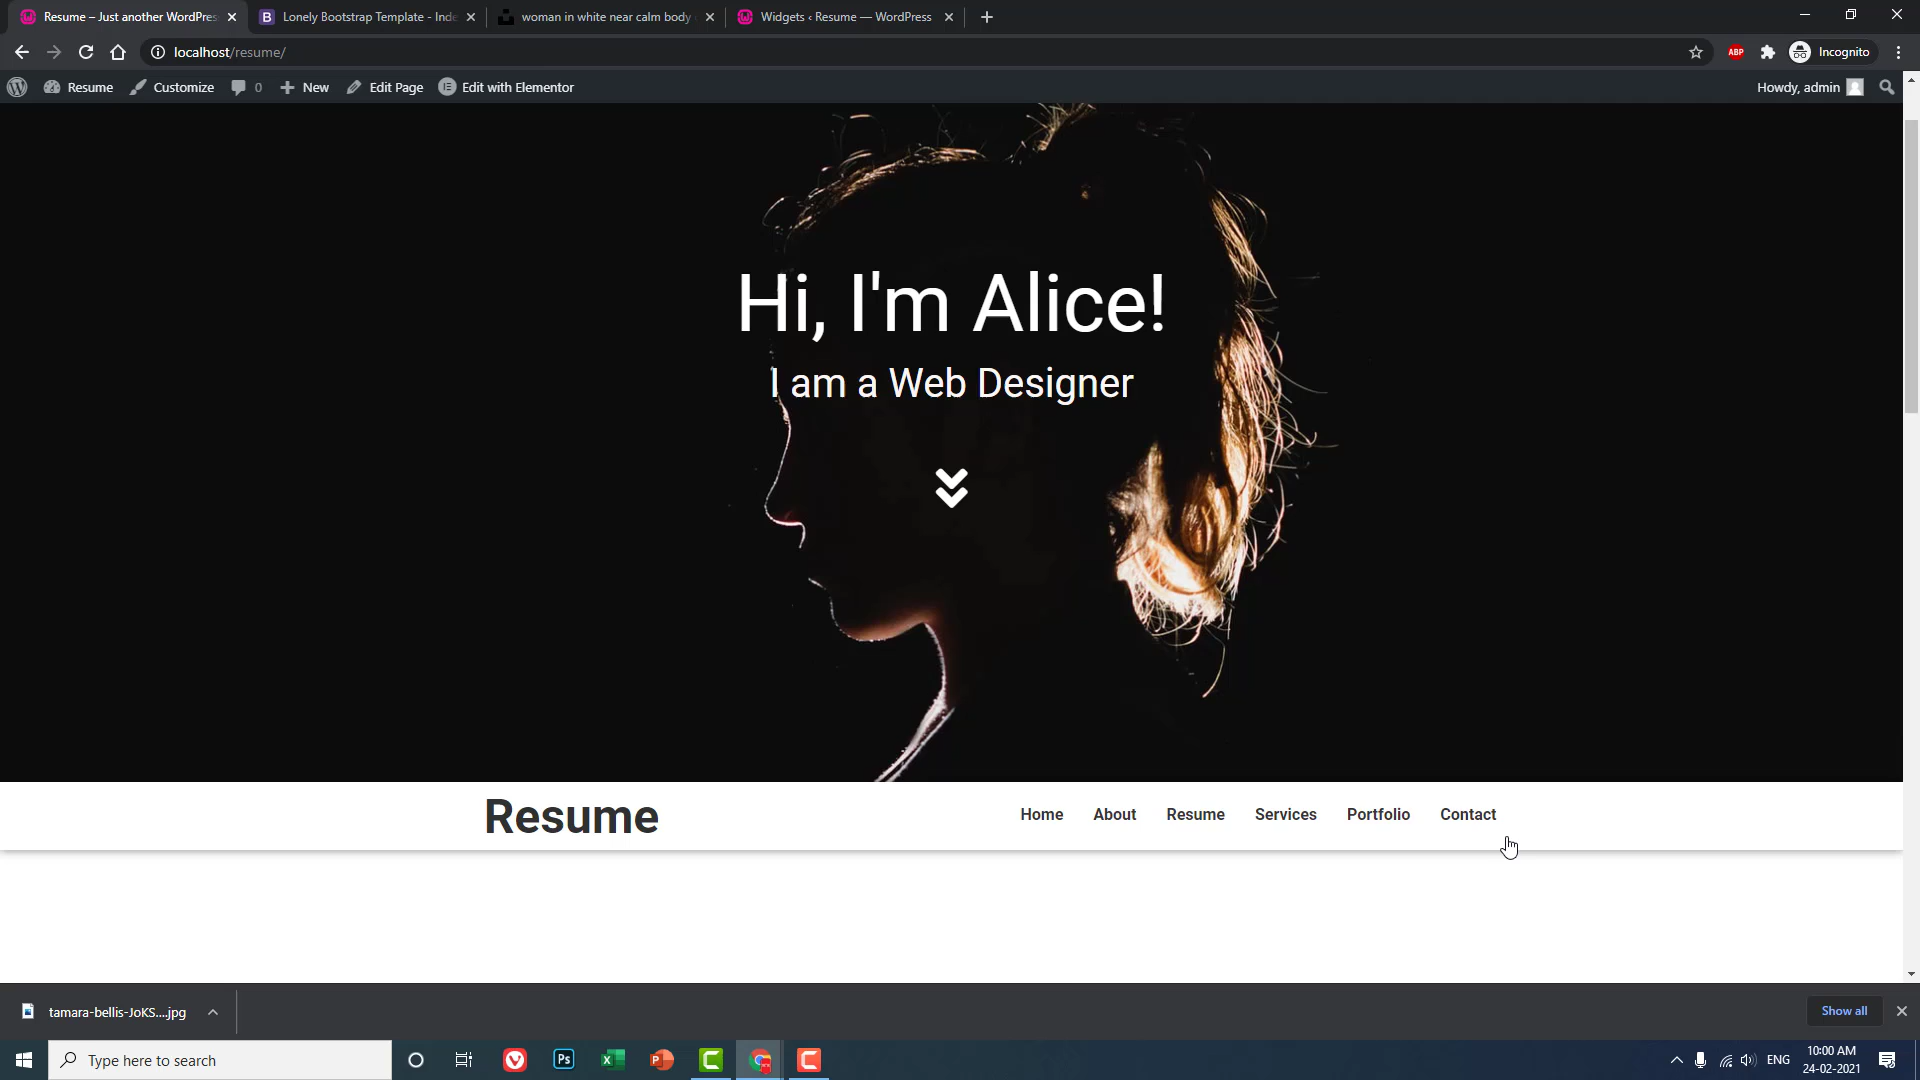 Resume – Just another WordPres
Lonely Bootstrap Template - Inde
woman in white near calm body
Widgets ‹ Resume — WordPress
localhost/resume/
ABP
Incognito
Resume
Customize
0
New
Edit Page
Edit with Elementor
Howdy, admin
Hi, I'm Alice!
I am a Web Designer
Resume
Home
About
Resume
Services
Portfolio
Contact
tamara-bellis-JoKS....jpg
Show all
Type here to search
Ps
ENG
10:00 AM
24-02-2021